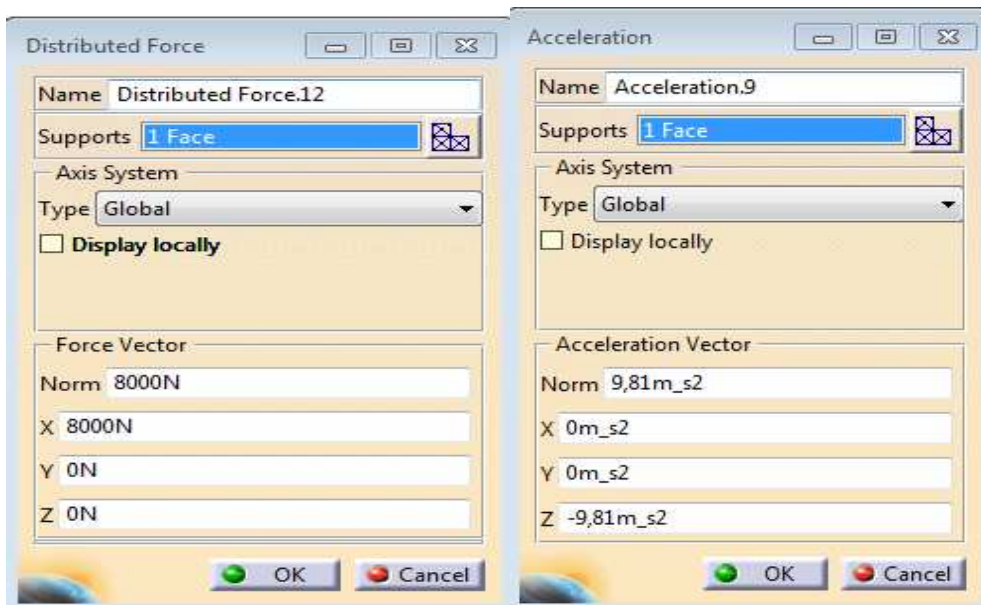 Distributed Force
Name Distributed Force.12
Supports 1 Face
Axis System
Type Global
Display locally
Force Vector
Norm 8000N
X 8000N
Y 0N
Z 0N
OK Cancel
Acceleration
Name Acceleration.9
Supports 1 Face
Axis System
Type Global
Display locally
Acceleration Vector
Norm 9,81m_s2
X 0m_s2
Y 0m_s2
Z -9,81m_s2
OK Cancel